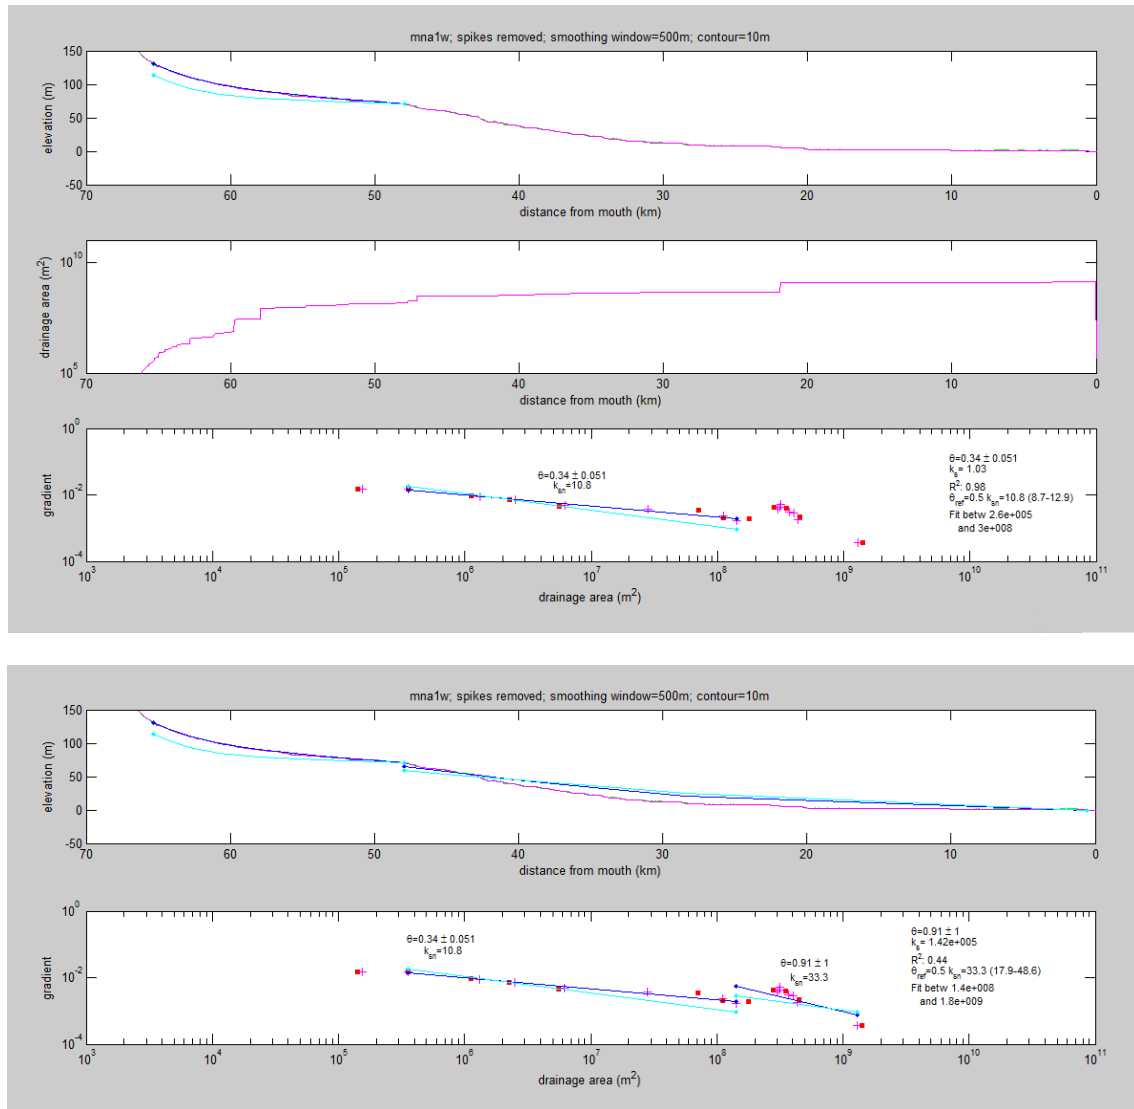 mna1w; spikes removed; smoothing window=500m; contour=10m
150
100
50
0
-50
elevation (m)
70 60 50 40 30 20 10 0
distance from mouth (km)
10^10
10^5
drainage area (m^2)
70 60 50 40 30 20 10 0
distance from mouth (km)
10^0
10^-2
10^-4
gradient
θ=0.34 ± 0.051
k_sn=10.8
θ=0.34 ± 0.051
k_s= 1.03
R^2: 0.98
θ_ref=0.5 k_sn=10.8 (8.7-12.9)
Fit betw 2.6e+005
and 3e+008
10^3 10^4 10^5 10^6 10^7 10^8 10^9 10^10 10^11
drainage area (m^2)
mna1w; spikes removed; smoothing window=500m; contour=10m
150
100
50
0
-50
elevation (m)
70 60 50 40 30 20 10 0
distance from mouth (km)
10^0
10^-2
10^-4
gradient
θ=0.34 ± 0.051
k_sn=10.8
θ=0.91 ± 1
k_sn=33.3
θ=0.91 ± 1
k_s= 1.42e+005
R^2: 0.44
θ_ref=0.5 k_sn=33.3 (17.9-48.6)
Fit betw 1.4e+008
and 1.8e+009
10^3 10^4 10^5 10^6 10^7 10^8 10^9 10^10 10^11
drainage area (m^2)